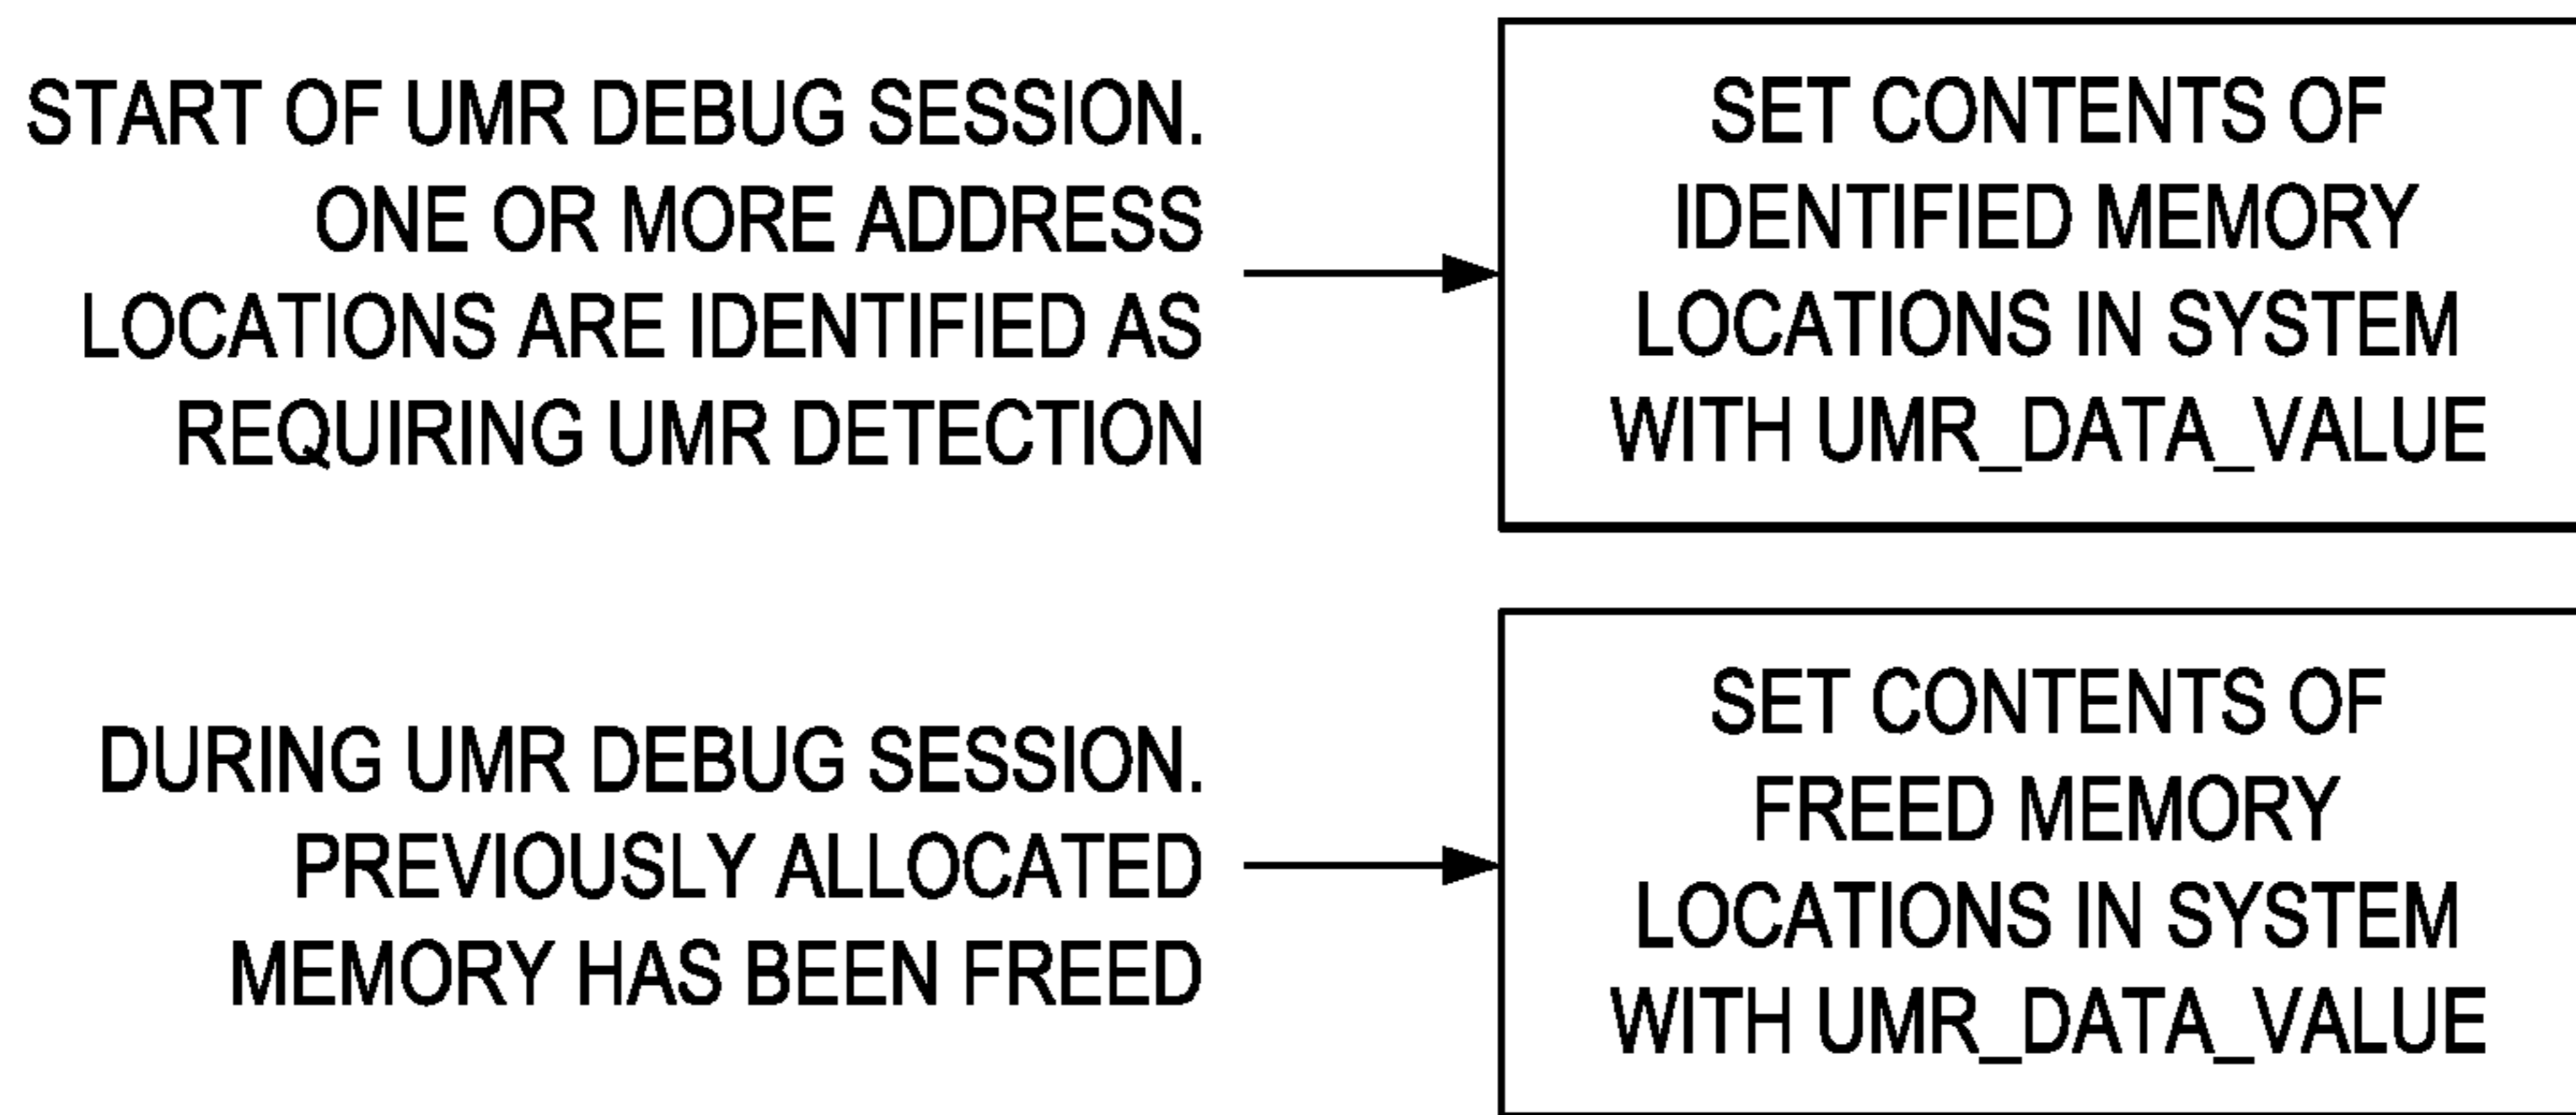 START OF UMR DEBUG SESSION.
ONE OR MORE ADDRESS
LOCATIONS ARE IDENTIFIED AS
REQUIRING UMR DETECTION
SET CONTENTS OF
IDENTIFIED MEMORY
LOCATIONS IN SYSTEM
WITH UMR_DATA_VALUE
DURING UMR DEBUG SESSION.
PREVIOUSLY ALLOCATED
MEMORY HAS BEEN FREED
SET CONTENTS OF
FREED MEMORY
LOCATIONS IN SYSTEM
WITH UMR_DATA_VALUE